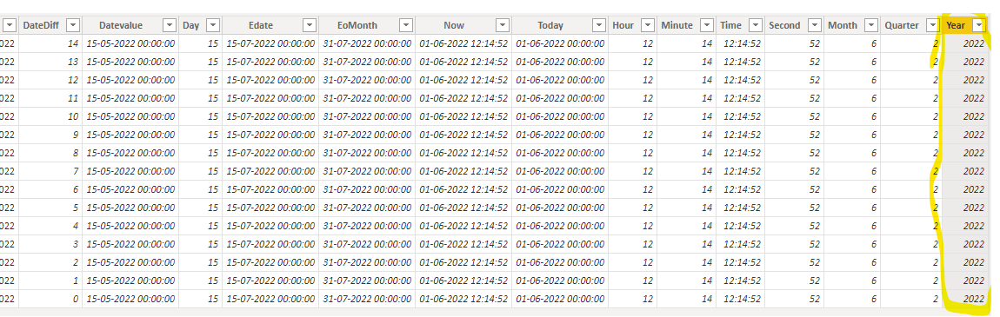 DateDiff Datevalue Day Edate EoMonth Now Today Hour Minute Time Second Month Quarter Year
022 14 15-05-2022 00:00:00 15 15-07-2022 00:00:00 31-07-2022 00:00:00 01-06-2022 12:14:52 01-06-2022 00:00:00 12 14 12:14:52 52 6 2 2022
022 13 15-05-2022 00:00:00 15 15-07-2022 00:00:00 31-07-2022 00:00:00 01-06-2022 12:14:52 01-06-2022 00:00:00 12 14 12:14:52 52 6 2 2022
022 12 15-05-2022 00:00:00 15 15-07-2022 00:00:00 31-07-2022 00:00:00 01-06-2022 12:14:52 01-06-2022 00:00:00 12 14 12:14:52 52 6 2 2022
022 11 15-05-2022 00:00:00 15 15-07-2022 00:00:00 31-07-2022 00:00:00 01-06-2022 12:14:52 01-06-2022 00:00:00 12 14 12:14:52 52 6 2 2022
022 10 15-05-2022 00:00:00 15 15-07-2022 00:00:00 31-07-2022 00:00:00 01-06-2022 12:14:52 01-06-2022 00:00:00 12 14 12:14:52 52 6 2 2022
022 9 15-05-2022 00:00:00 15 15-07-2022 00:00:00 31-07-2022 00:00:00 01-06-2022 12:14:52 01-06-2022 00:00:00 12 14 12:14:52 52 6 2 2022
022 8 15-05-2022 00:00:00 15 15-07-2022 00:00:00 31-07-2022 00:00:00 01-06-2022 12:14:52 01-06-2022 00:00:00 12 14 12:14:52 52 6 2 2022
022 7 15-05-2022 00:00:00 15 15-07-2022 00:00:00 31-07-2022 00:00:00 01-06-2022 12:14:52 01-06-2022 00:00:00 12 14 12:14:52 52 6 2 2022
022 6 15-05-2022 00:00:00 15 15-07-2022 00:00:00 31-07-2022 00:00:00 01-06-2022 12:14:52 01-06-2022 00:00:00 12 14 12:14:52 52 6 2 2022
022 5 15-05-2022 00:00:00 15 15-07-2022 00:00:00 31-07-2022 00:00:00 01-06-2022 12:14:52 01-06-2022 00:00:00 12 14 12:14:52 52 6 2 2022
022 4 15-05-2022 00:00:00 15 15-07-2022 00:00:00 31-07-2022 00:00:00 01-06-2022 12:14:52 01-06-2022 00:00:00 12 14 12:14:52 52 6 2 2022
022 3 15-05-2022 00:00:00 15 15-07-2022 00:00:00 31-07-2022 00:00:00 01-06-2022 12:14:52 01-06-2022 00:00:00 12 14 12:14:52 52 6 2 2022
022 2 15-05-2022 00:00:00 15 15-07-2022 00:00:00 31-07-2022 00:00:00 01-06-2022 12:14:52 01-06-2022 00:00:00 12 14 12:14:52 52 6 2 2022
022 1 15-05-2022 00:00:00 15 15-07-2022 00:00:00 31-07-2022 00:00:00 01-06-2022 12:14:52 01-06-2022 00:00:00 12 14 12:14:52 52 6 2 2022
022 0 15-05-2022 00:00:00 15 15-07-2022 00:00:00 31-07-2022 00:00:00 01-06-2022 12:14:52 01-06-2022 00:00:00 12 14 12:14:52 52 6 2 2022